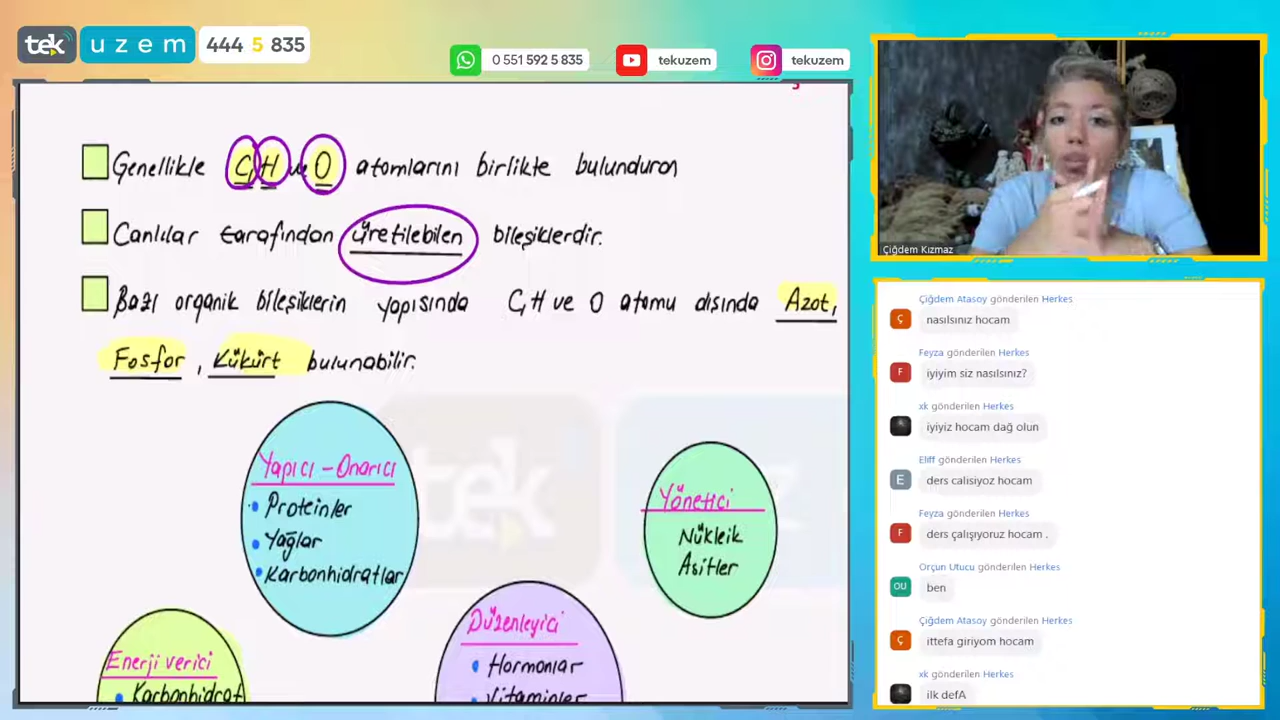 tek
uzem
444 5 835
0 551 592 5 835
tekuzem
tekuzem
Genellikle C, H ve O atomlarını birlikte bulunduran
Canlılar tarafından üretilebilen bileşiklerdir.
Bazı organik bileşiklerin yapısında C, H ve O atomu dışında Azot,
Fosfor, Kükürt bulunabilir.
Yapıcı - Onarıcı
• Proteinler
• Yağlar
• Karbonhidratlar
Yönetici
Nükleik
Asitler
Düzenleyici
• Hormonlar
• Vitaminler
Enerji verici
• Karbonhidrat
Çiğdem Kızmaz
Çiğdem Atasoy gönderilen Herkes
Ç
nasılsınız hocam
Feyza gönderilen Herkes
F
iyiyim siz nasılsınız?
xk gönderilen Herkes
iyiyiz hocam dağ olun
Eliff gönderilen Herkes
E
ders calisiyoz hocam
Feyza gönderilen Herkes
F
ders çalışıyoruz hocam .
Orçun Utucu gönderilen Herkes
OU
ben
Çiğdem Atasoy gönderilen Herkes
Ç
ittefa giriyom hocam
xk gönderilen Herkes
ilk defA